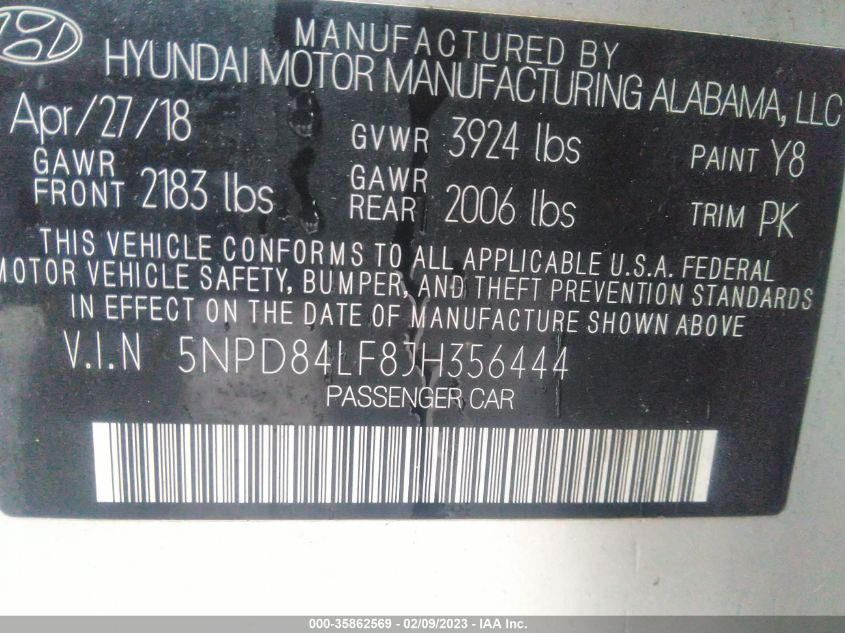 MANUFACTURED BY
HYUNDAI MOTOR MANUFACTURING ALABAMA, LLC
Apr/27/18 GVWR 3924 lbs PAINT Y8
GAWR FRONT 2183 lbs GAWR REAR 2006 lbs TRIM PK
THIS VEHICLE CONFORMS TO ALL APPLICABLE U.S.A. FEDERAL
MOTOR VEHICLE SAFETY, BUMPER, AND THEFT PREVENTION STANDARDS
IN EFFECT ON THE DATE OF MANUFACTURE SHOWN ABOVE
V.I.N 5NPD84LF8JH356444
PASSENGER CAR
000-35862569 | 02/09/2023 - IAA Inc.